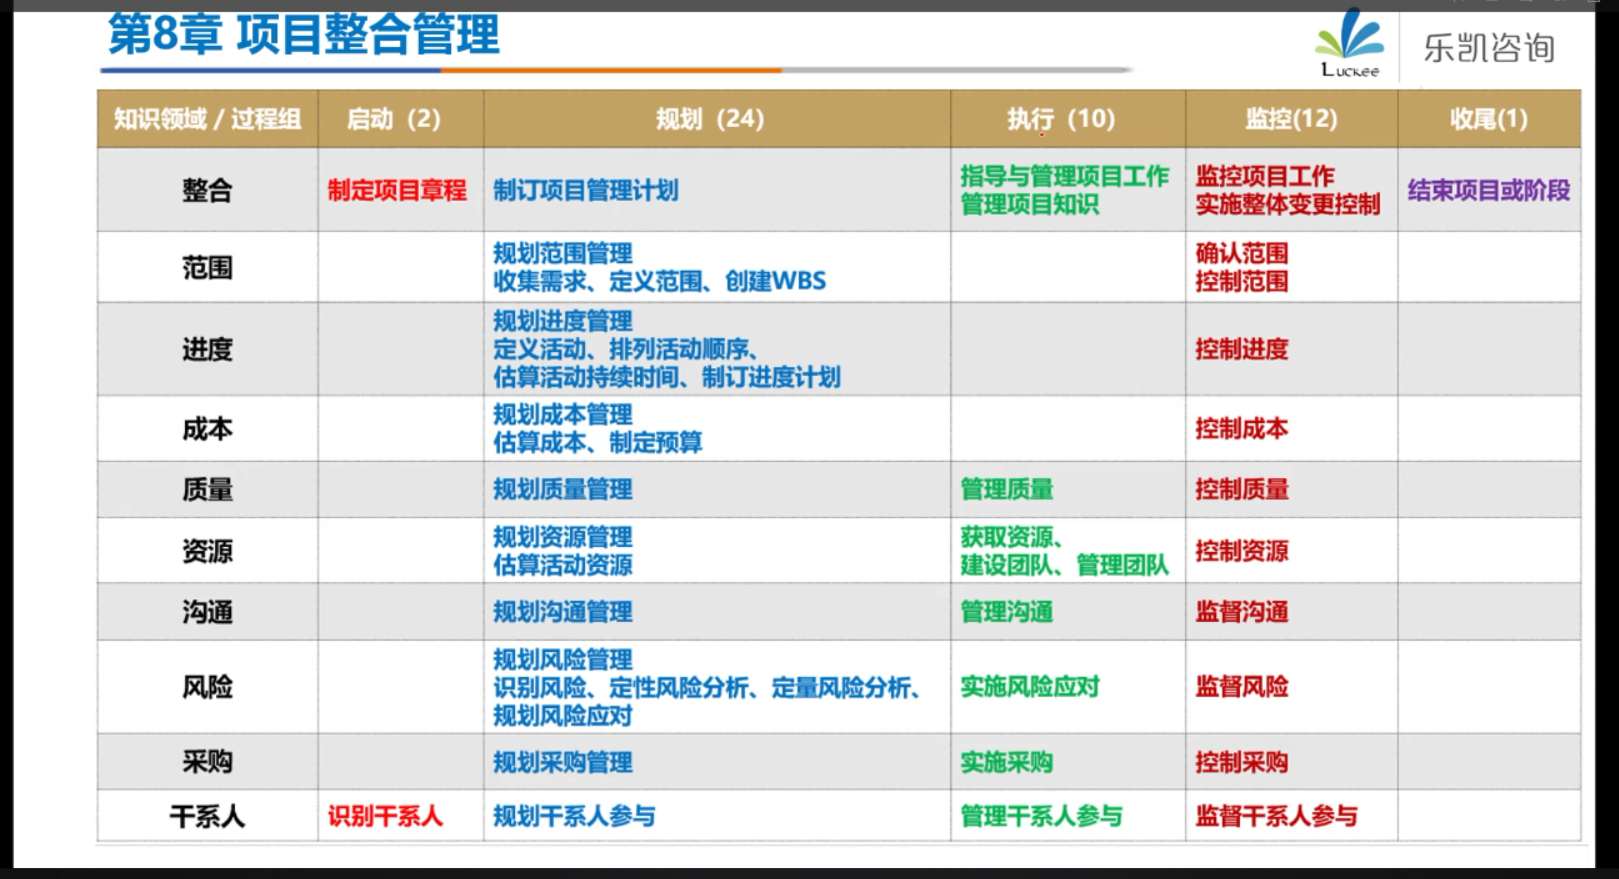 第8章 项目整合管理
Luckee
乐凯咨询
知识领域 / 过程组 启动（2） 规划（24） 执行（10） 监控(12) 收尾(1)
整合 制定项目章程 制订项目管理计划 指导与管理项目工作 监控项目工作 结束项目或阶段
管理项目知识 实施整体变更控制
范围 规划范围管理 确认范围
收集需求、定义范围、创建WBS 控制范围
进度 规划进度管理 控制进度
定义活动、排列活动顺序、
估算活动持续时间、制订进度计划
成本 规划成本管理 控制成本
估算成本、制定预算
质量 规划质量管理 管理质量 控制质量
资源 规划资源管理 获取资源、 控制资源
估算活动资源 建设团队、管理团队
沟通 规划沟通管理 管理沟通 监督沟通
风险 规划风险管理 实施风险应对 监督风险
识别风险、定性风险分析、定量风险分析、
规划风险应对
采购 规划采购管理 实施采购 控制采购
干系人 识别干系人 规划干系人参与 管理干系人参与 监督干系人参与